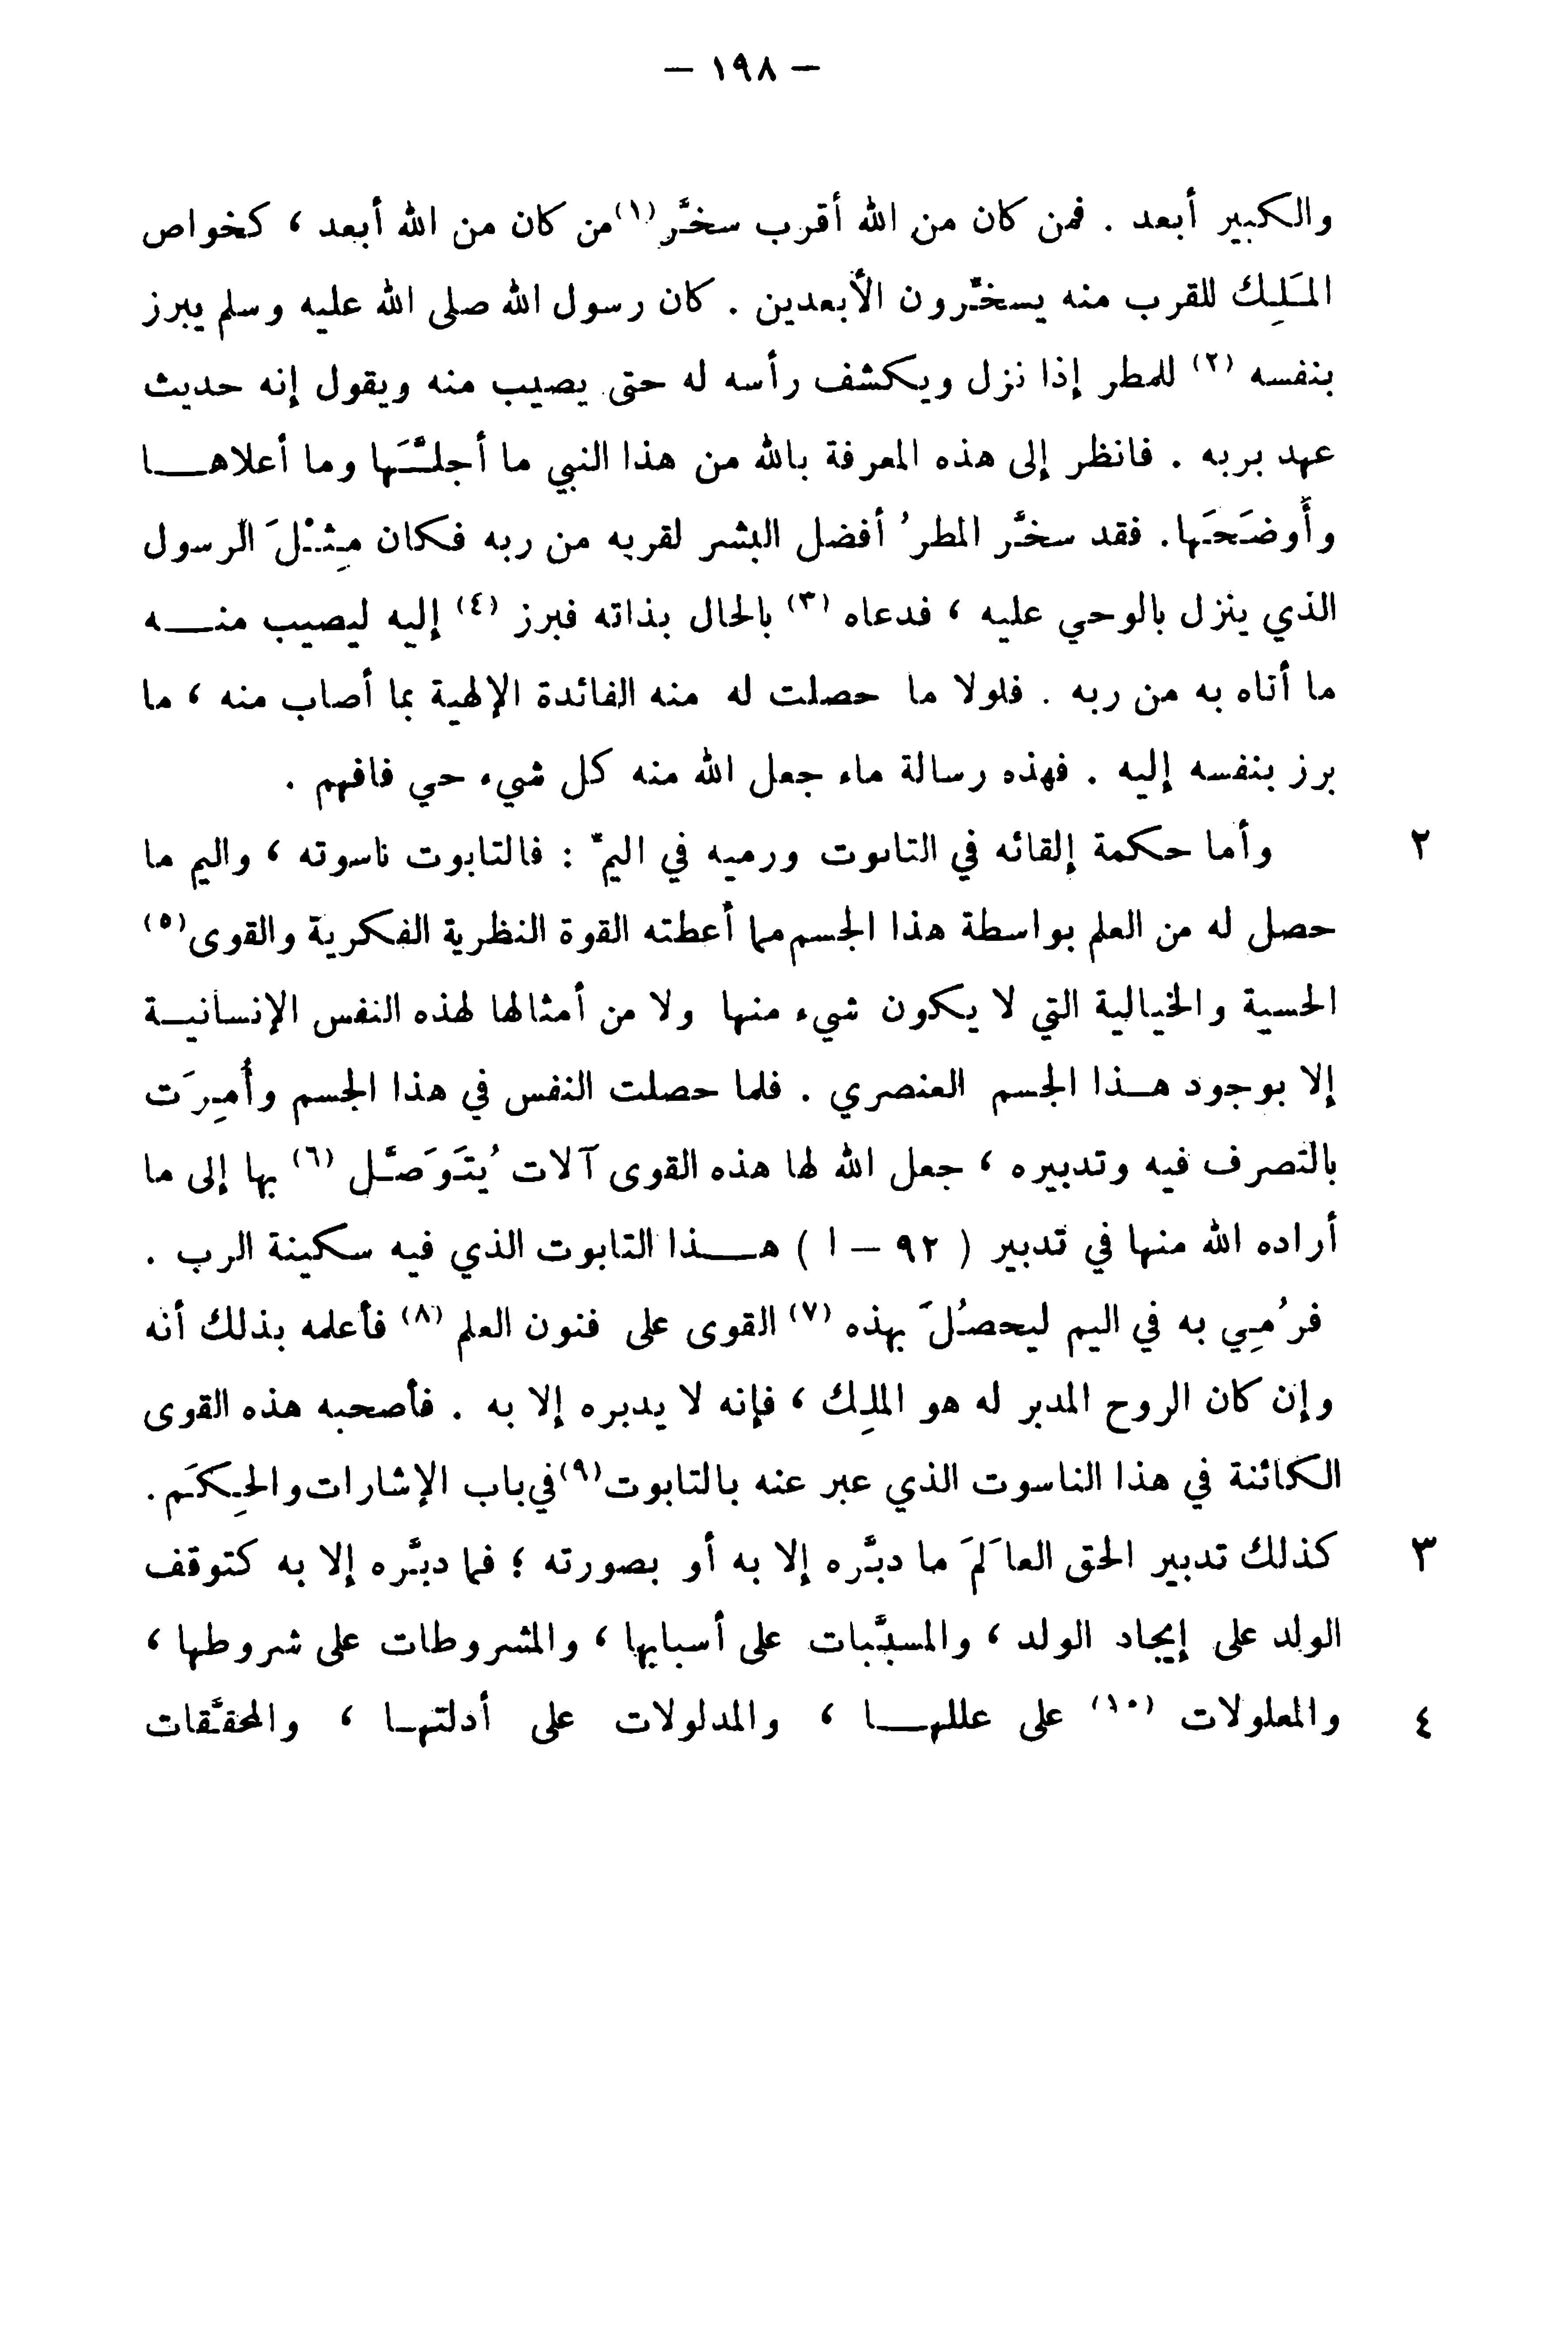 — ١٩٨ —
والكبير أبعد . فمن كان من الله أقرب سخَّر (١) من كان من الله أبعد ، كخواص
المَلِك للقرب منه يسخِّرون الأبعدين . كان رسول الله صلى الله عليه وسلم يبرز
بنفسه (٢) للمطر إذا نزل ويكشف رأسه له حتى يصيب منه ويقول إنه حديث
عهد بربه . فانظر إلى هذه المعرفة بالله من هذا النبي ما أجلَّها وما أعلاهـا
وأَوضَحَها. فقد سخَّر المطرُ أفضل البشر لقربه من ربه فكان مِثْلَ الرسول
الذي ينزل بالوحي عليه ، فدعاه (٣) بالحال بذاته فبرز (٤) إليه ليصيب منـه
ما أتاه به من ربه . فلولا ما حصلت له منه الفائدة الإلهية بما أصاب منه ، ما
برز بنفسه إليه . فهذه رسالة ماء جعل الله منه كل شيء حي فافهم .
٢ وأما حكمة إلقائه في التابوت ورميه في اليمّ : فالتابوت ناسوته ، واليم ما
حصل له من العلم بواسطة هذا الجسم مما أعطته القوة النظرية الفكرية والقوى (٥)
الحسية والخيالية التي لا يكون شيء منها ولا من أمثالها لهذه النفس الإنسانيـة
إلا بوجود هـذا الجسم العنصري . فلما حصلت النفس في هذا الجسم وأُمِرَت
بالتصرف فيه وتدبيره ، جعل الله لها هذه القوى آلات يُتَوَصَّل (٦) بها إلى ما
أراده الله منها في تدبير ( ٩٢ – ا ) هـذا التابوت الذي فيه سكينة الرب .
فرُمِي به في اليم ليحصُلَ بهذه (٧) القوى على فنون العلم (٨) فأعلمه بذلك أنه
وإن كان الروح المدبر له هو الملِك ، فإنه لا يدبره إلا به . فأصحبه هذه القوى
الكائنة في هذا الناسوت الذي عبر عنه بالتابوت (٩) في باب الإشارات والحِكَم .
٣ كذلك تدبير الحق العالَمَ ما دبَّره إلا به أو بصورته ؛ فما دبَّره إلا به كتوقف
الولد على إيجاد الولد ، والمسبَّبات على أسبابها ، والمشروطات على شروطها ،
٤ والمعلولات (١٠) على عللهـا ، والمدلولات على أدلتها ، والمحقَّقات